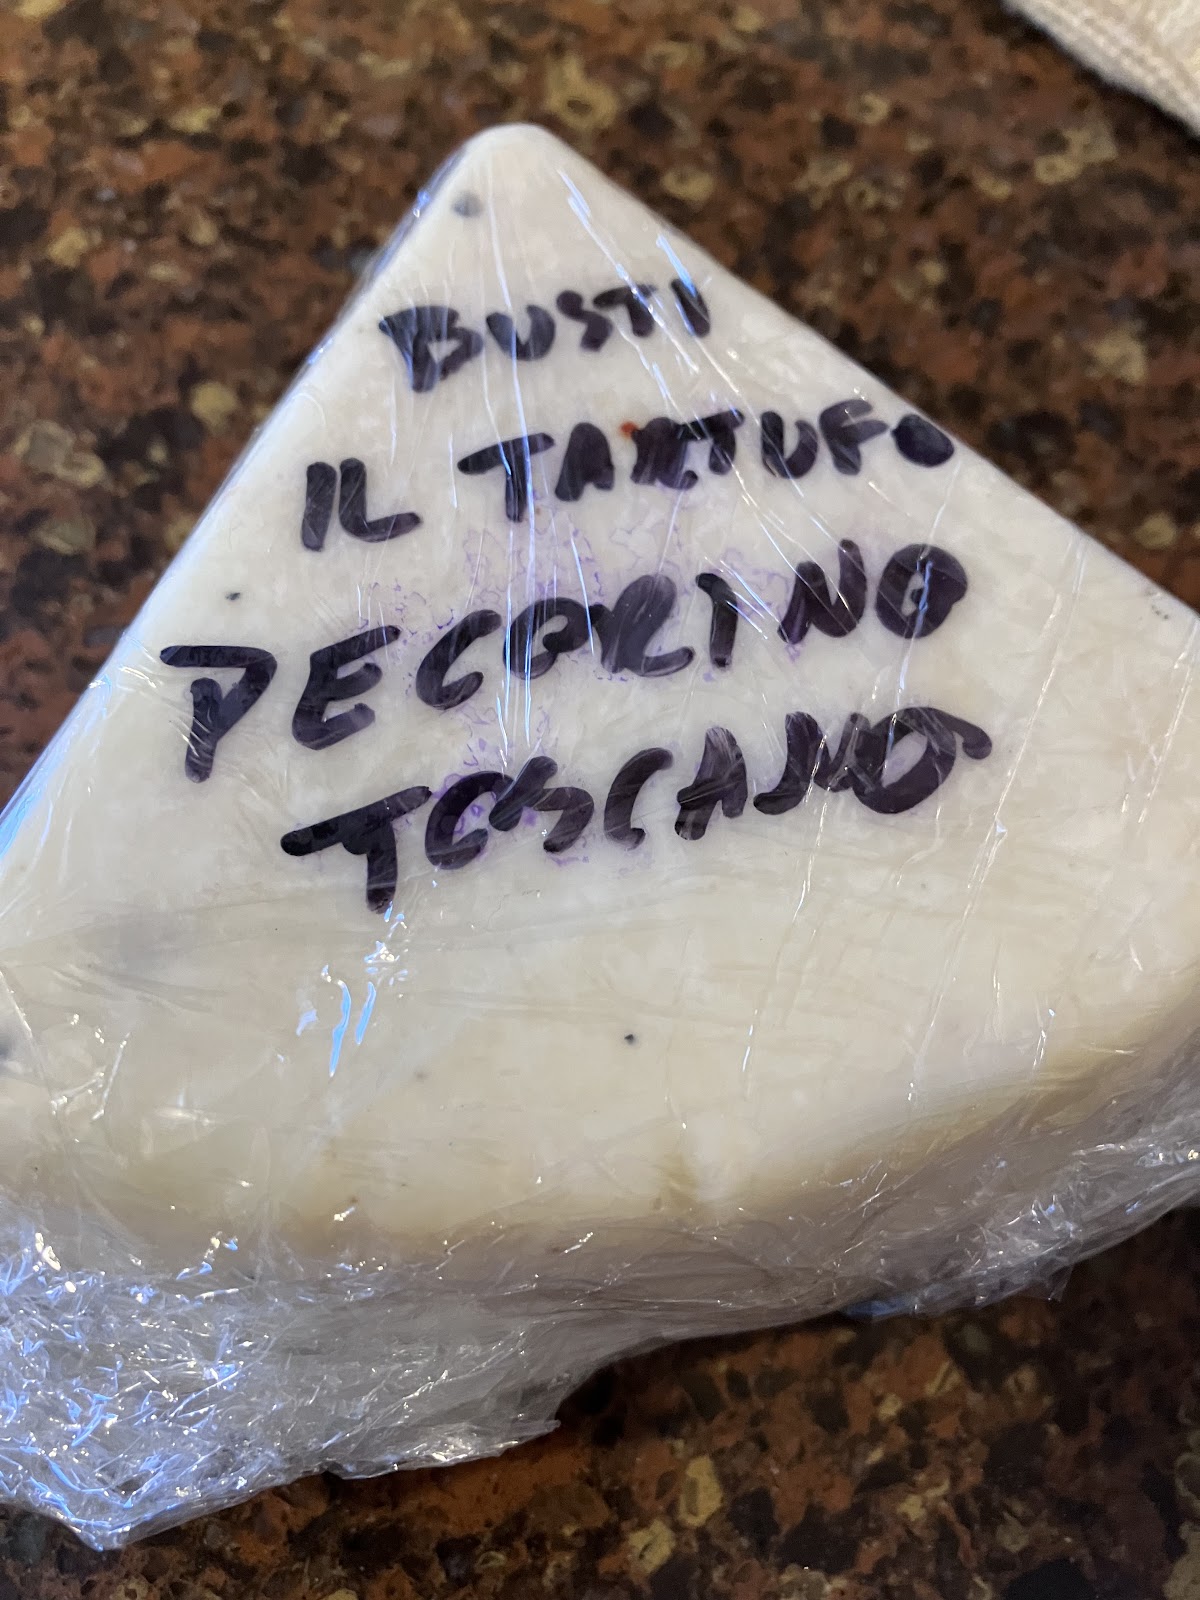 BUSTI
IL TARTUFO
PECORINO
TOSCANO